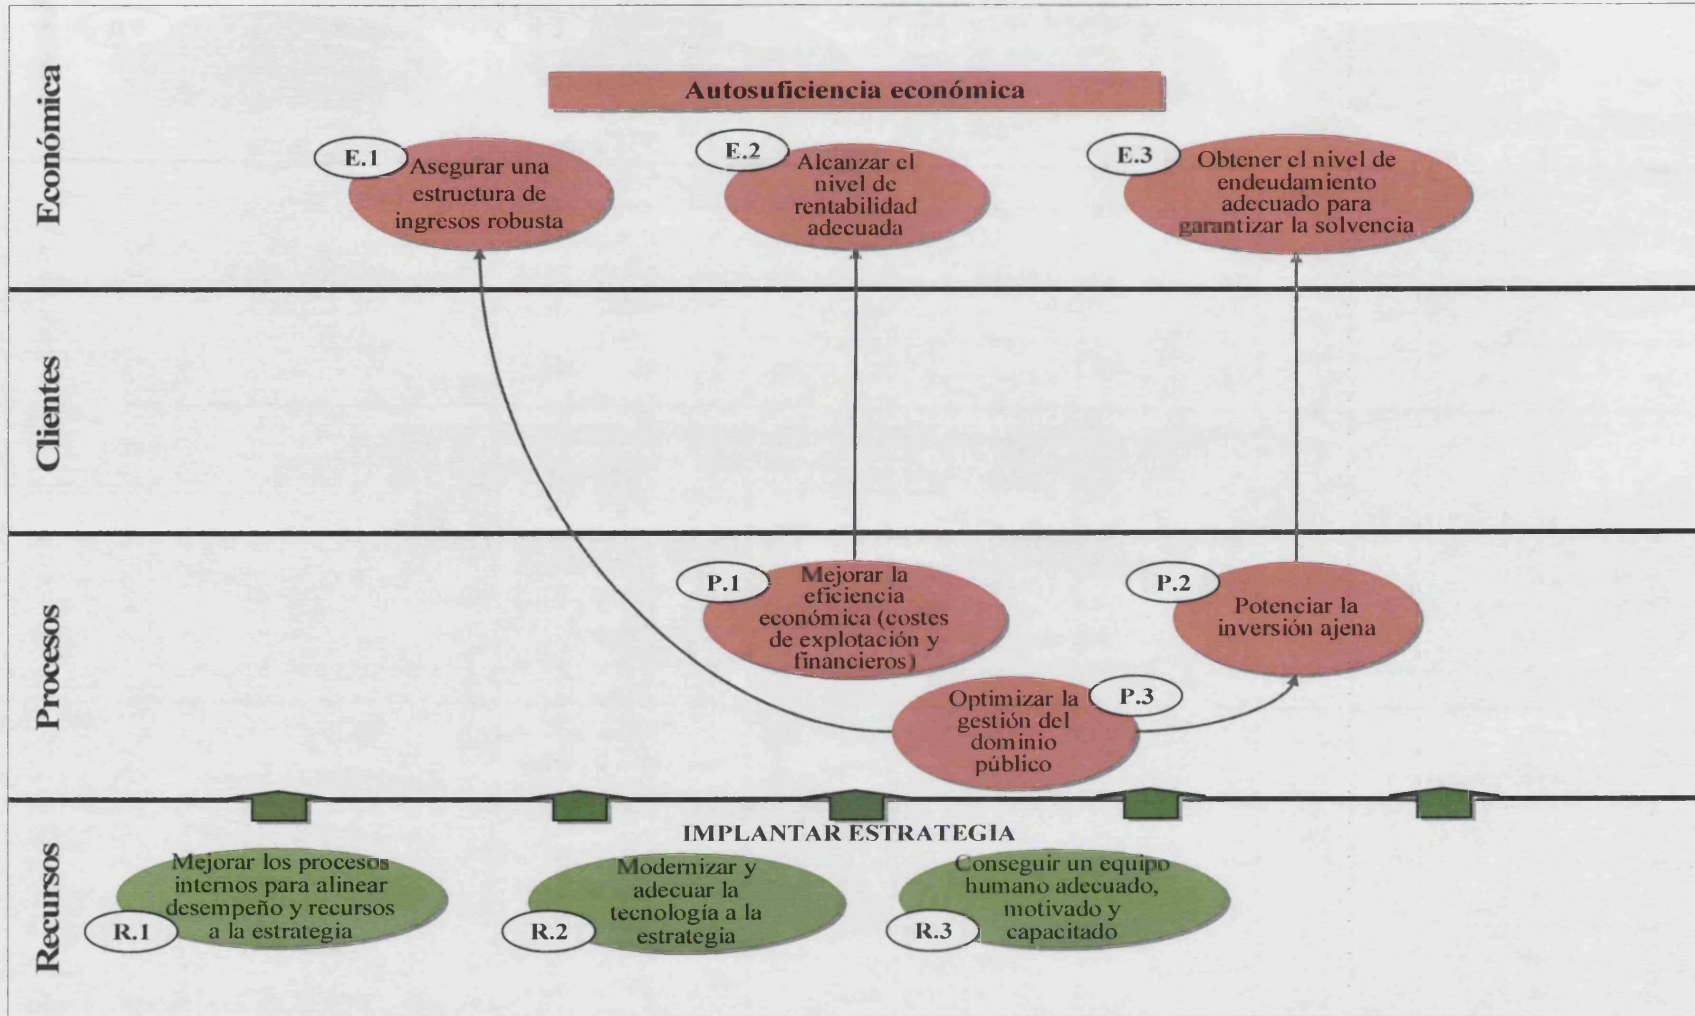 Económica
Autosuficiencia económica
E.1
Asegurar una
estructura de
ingresos robusta
E.2
Alcanzar el
nivel de
rentabilidad
adecuada
E.3
Obtener el nivel de
endeudamiento
adecuado para
garantizar la solvencia
Clientes
Procesos
P.1
Mejorar la
eficiencia
económica (costes
de explotación y
financieros)
P.2
Potenciar la
inversión ajena
P.3
Optimizar la
gestión del
dominio
público
Recursos
IMPLANTAR ESTRATEGIA
R.1
Mejorar los procesos
internos para alinear
desempeño y recursos
a la estrategia
R.2
Modernizar y
adecuar la
tecnología a la
estrategia
R.3
Conseguir un equipo
humano adecuado,
motivado y
capacitado